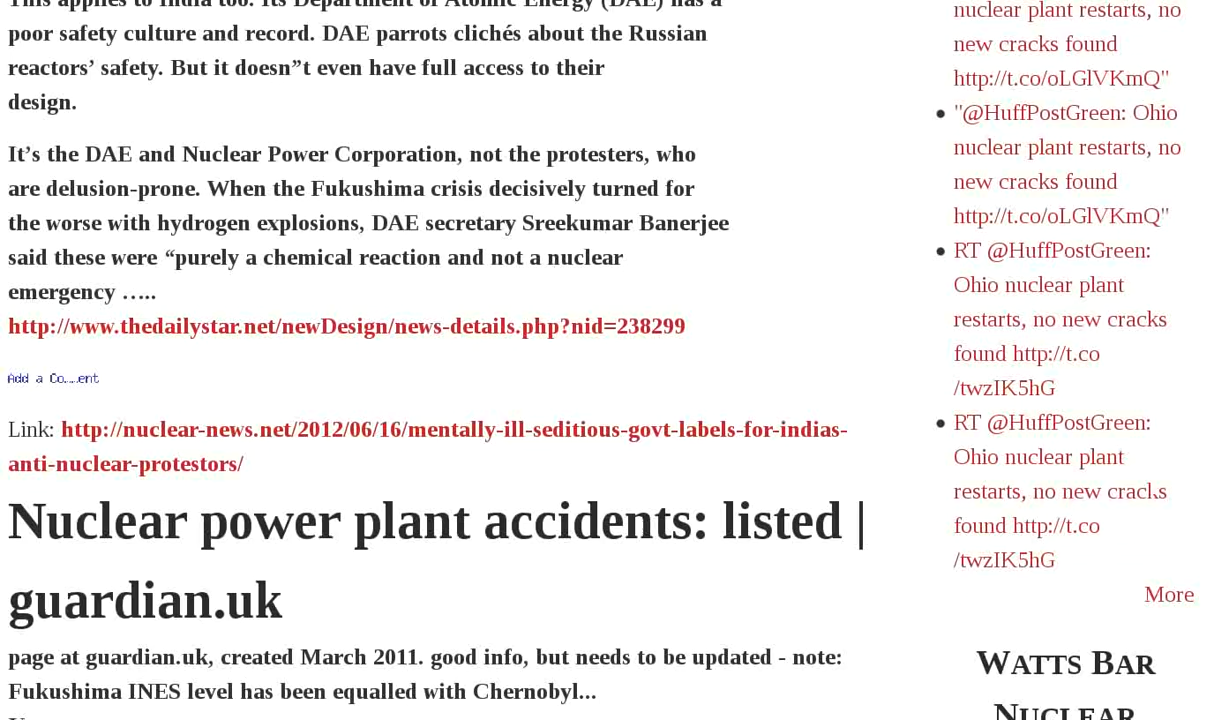 This applies to India too. Its Department of Atomic Energy (DAE) has a
poor safety culture and record. DAE parrots clichés about the Russian
reactors’ safety. But it doesn”t even have full access to their
design.
It’s the DAE and Nuclear Power Corporation, not the protesters, who
are delusion-prone. When the Fukushima crisis decisively turned for
the worse with hydrogen explosions, DAE secretary Sreekumar Banerjee
said these were “purely a chemical reaction and not a nuclear
emergency …..
http://www.thedailystar.net/newDesign/news-details.php?nid=238299
Add a
Link: http://nuclear-news.net/2012/06/16/mentally-ill-seditious-govt-labels-for-indias-
anti-nuclear-protestors/
Nuclear power plant accidents: listed |
guardian.uk
page at guardian.uk, created March 2011. good info, but needs to be updated - note:
Fukushima INES level has been equalled with Chernobyl...
nuclear plant restarts, no
new cracks found
http://t.co/oLGlVKmQ"
• "@HuffPostGreen: Ohio
nuclear plant restarts, no
new cracks found
http://t.co/oLGlVKmQ"
• RT @HuffPostGreen:
Ohio nuclear plant
restarts, no new cracks
found http://t.co
/twzIK5hG
• RT @HuffPostGreen:
Ohio nuclear plant
restarts, no new cracks
found http://t.co
/twzIK5hG
More
WATTS BAR
NUCLEAR